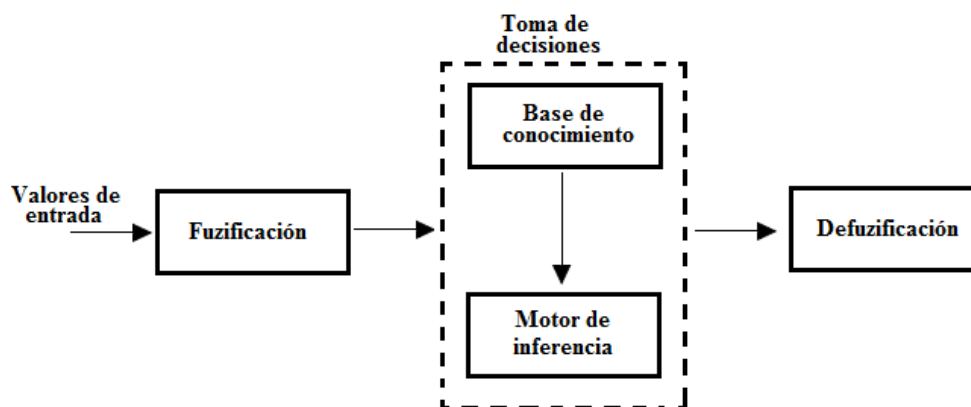 Toma de
decisiones
Base de
conocimiento
Valores de
entrada
Fuzificación
Defuzificación
Motor de
inferencia